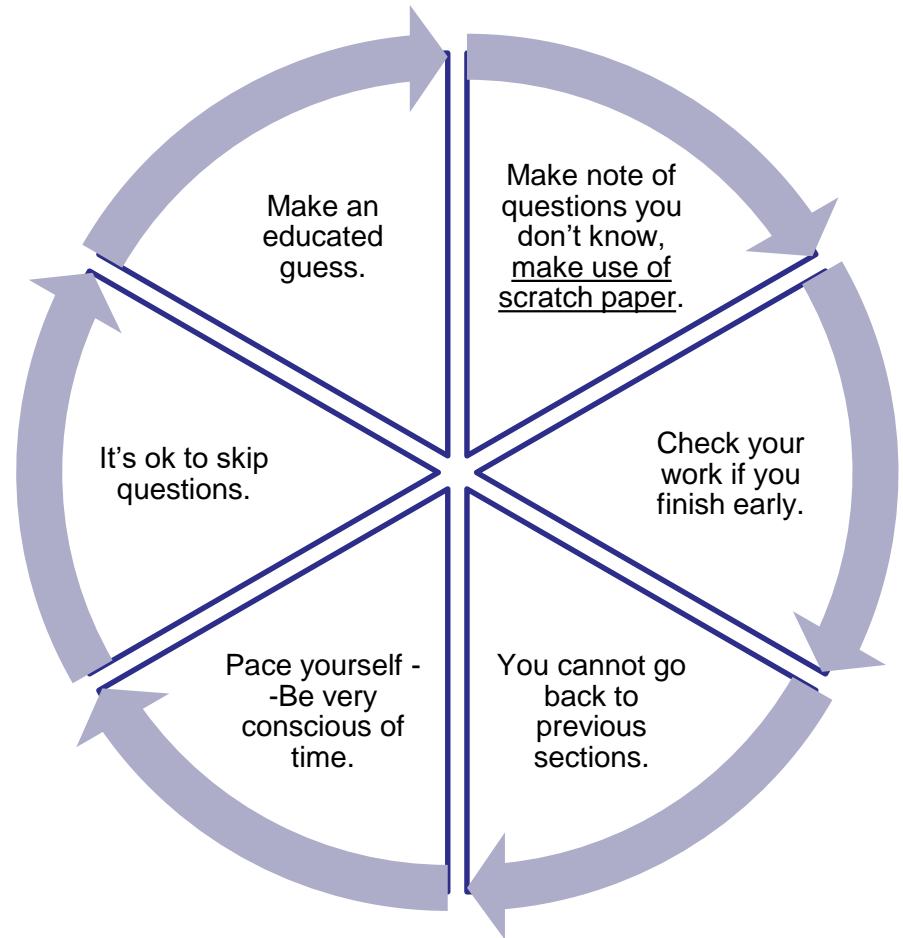 Make note of
questions you
don't know,
make use of
scratch paper.
Check your
work if you
finish early.
You cannot go
back to
previous
sections.
Pace yourself -
-Be very
conscious of
time.
It's ok to skip
questions.
Make an
educated
guess.